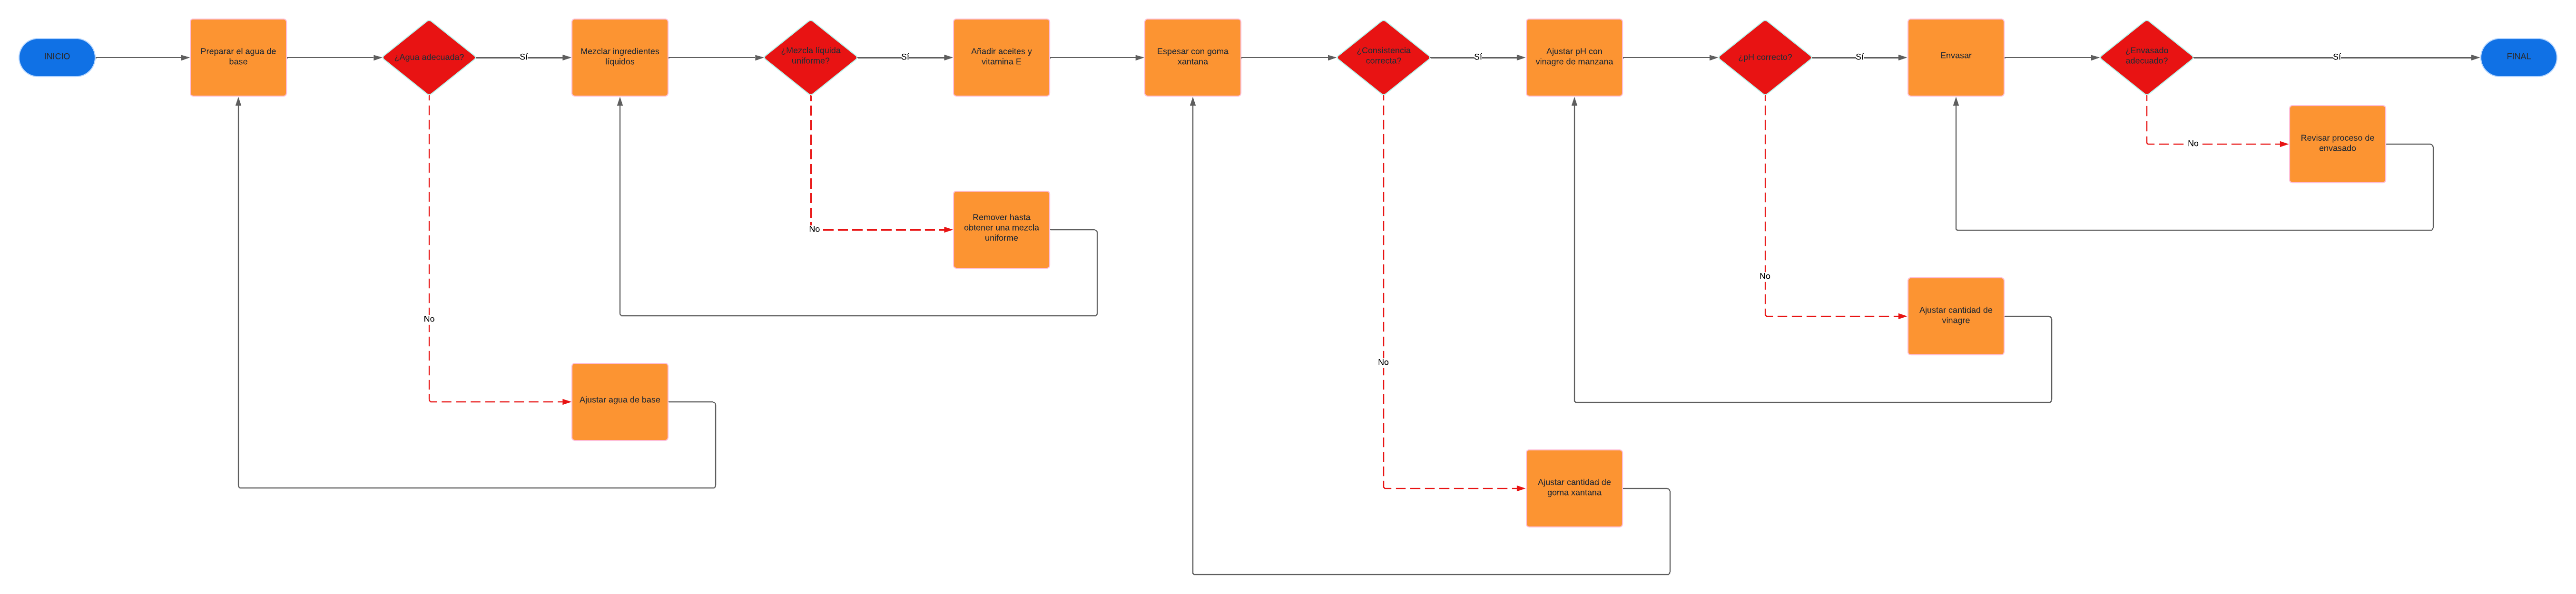 INICIO
Preparar el agua de
base
¿Agua adecuada?
Sí
Mezclar ingredientes
líquidos
¿Mezcla líquida
uniforme?
Sí
Añadir aceites y
vitamina E
Espesar con goma
xantana
¿Consistencia
correcta?
Sí
Ajustar pH con
vinagre de manzana
¿pH correcto?
Sí
Envasar
¿Envasado
adecuado?
Sí
FINAL
No
Revisar proceso de
envasado
No
Remover hasta
obtener una mezcla
uniforme
No
Ajustar cantidad de
vinagre
No
Ajustar agua de base
No
Ajustar cantidad de
goma xantana